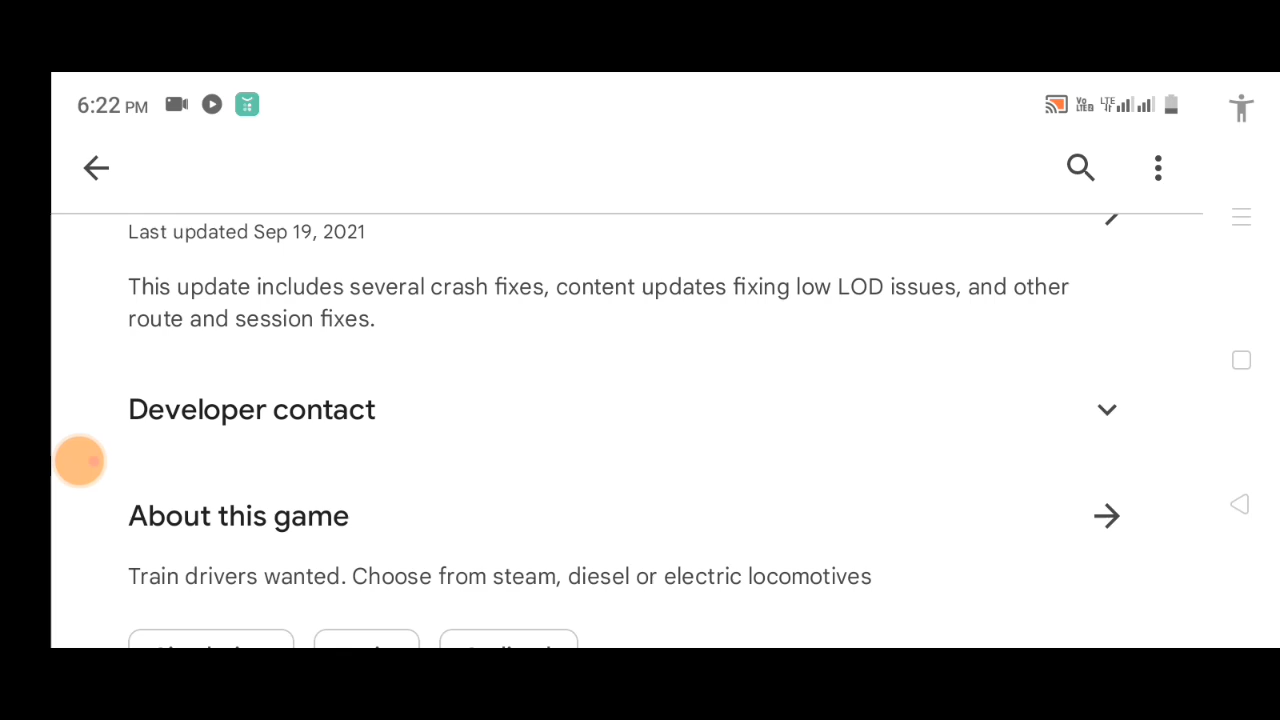 6:22 PM
Last updated Sep 19, 2021
This update includes several crash fixes, content updates fixing low LOD issues, and other
route and session fixes.
Developer contact
About this game
Train drivers wanted. Choose from steam, diesel or electric locomotives